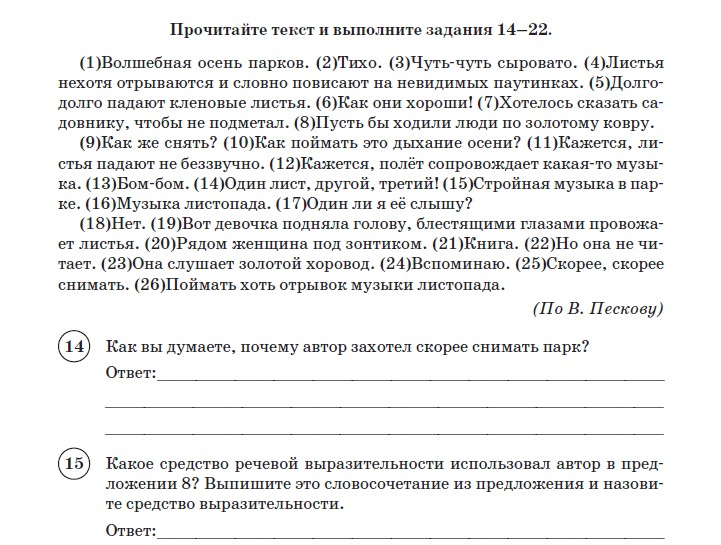 Прочитайте текст и выполните задания 14–22.
(1)Волшебная осень парков. (2)Тихо. (3)Чуть-чуть сыровато. (4)Листья
нехотя отрываются и словно повисают на невидимых паутинках. (5)Долго-
долго падают кленовые листья. (6)Как они хороши! (7)Хотелось сказать са-
довнику, чтобы не подметал. (8)Пусть бы ходили люди по золотому ковру.
(9)Как же снять? (10)Как поймать это дыхание осени? (11)Кажется, ли-
стья падают не беззвучно. (12)Кажется, полёт сопровождает какая-то музы-
ка. (13)Бом-бом. (14)Один лист, другой, третий! (15)Стройная музыка в пар-
ке. (16)Музыка листопада. (17)Один ли я её слышу?
(18)Нет. (19)Вот девочка подняла голову, блестящими глазами провожа-
ет листья. (20)Рядом женщина под зонтиком. (21)Книга. (22)Но она не чи-
тает. (23)Она слушает золотой хоровод. (24)Вспоминаю. (25)Скорее, скорее
снимать. (26)Поймать хоть отрывок музыки листопада.
(По В. Пескову)
14 Как вы думаете, почему автор захотел скорее снимать парк?
Ответ:
15 Какое средство речевой выразительности использовал автор в пред-
ложении 8? Выпишите это словосочетание из предложения и назови-
те средство выразительности.
Ответ: